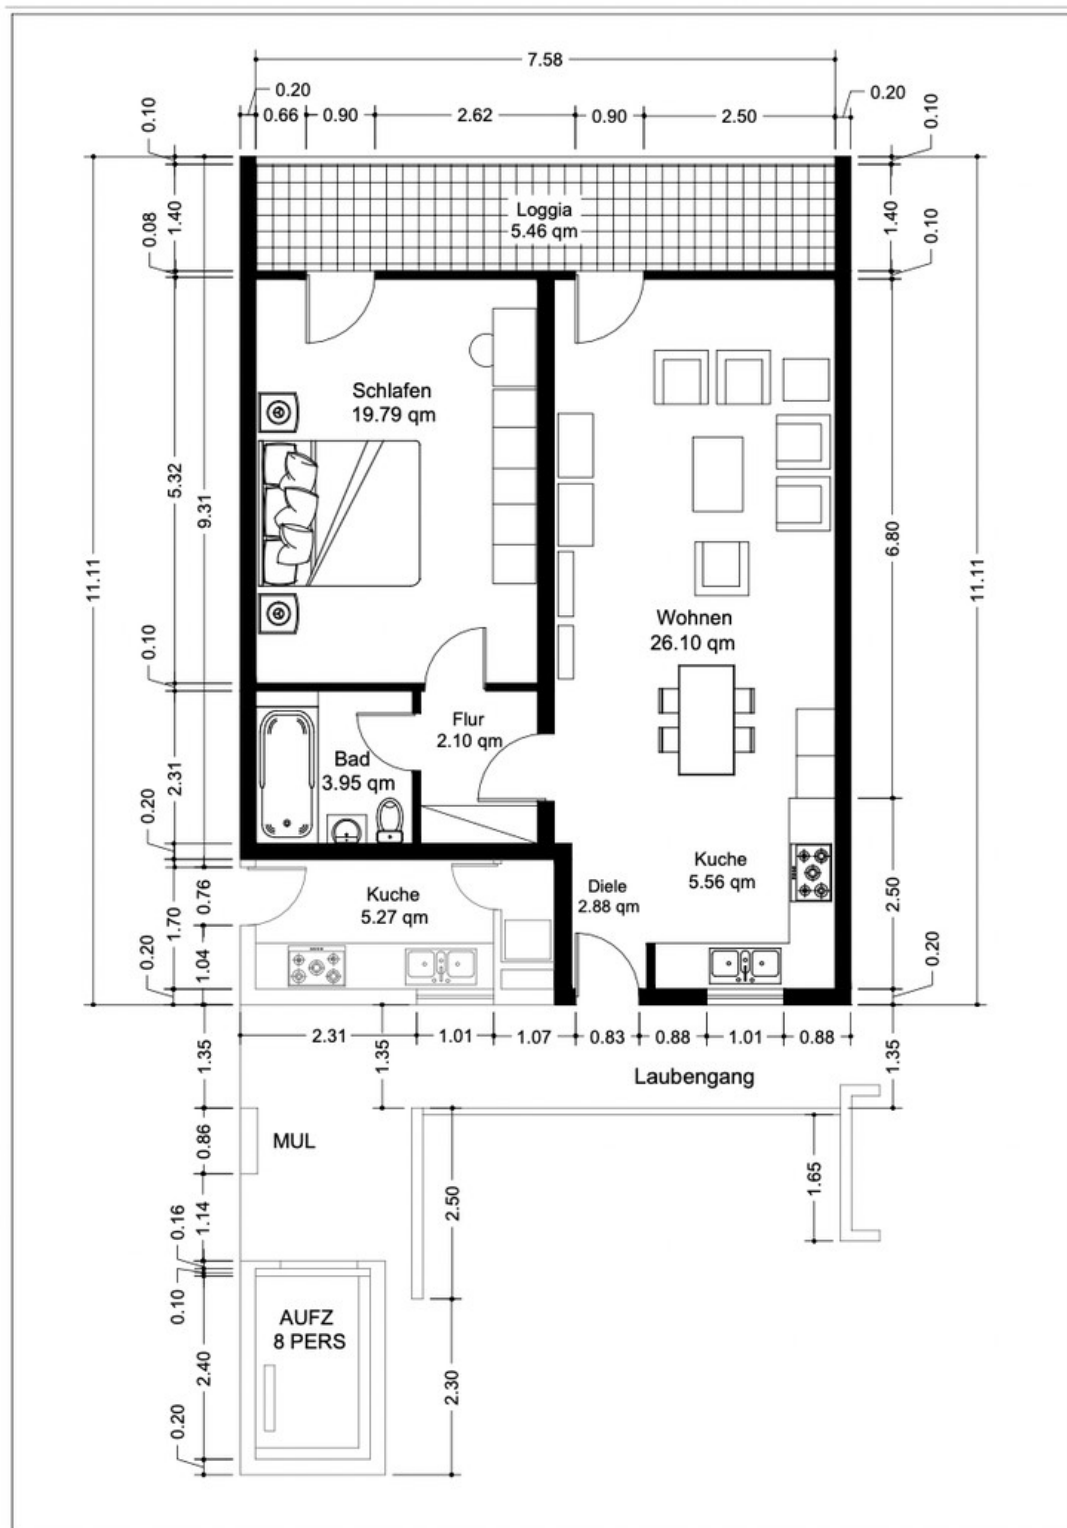 7.58
0.20
0.20
0.66
0.90
2.62
0.90
2.50
0.10
0.10
1.40
1.40
0.08
0.10
Loggia
5.46 qm
Schlafen
19.79 qm
5.32
9.31
11.11
6.80
11.11
Wohnen
26.10 qm
0.10
Flur
2.10 qm
Bad
3.95 qm
2.31
0.20
Kuche
5.56 qm
Kuche
5.27 qm
Diele
2.88 qm
0.76
1.70
2.50
0.20
1.04
0.20
2.31
1.01
1.07
0.83
0.88
1.01
0.88
1.35
1.35
1.35
Laubengang
MUL
0.86
1.14
0.16
2.50
1.65
AUFZ
8 PERS
0.10
2.40
2.30
0.20